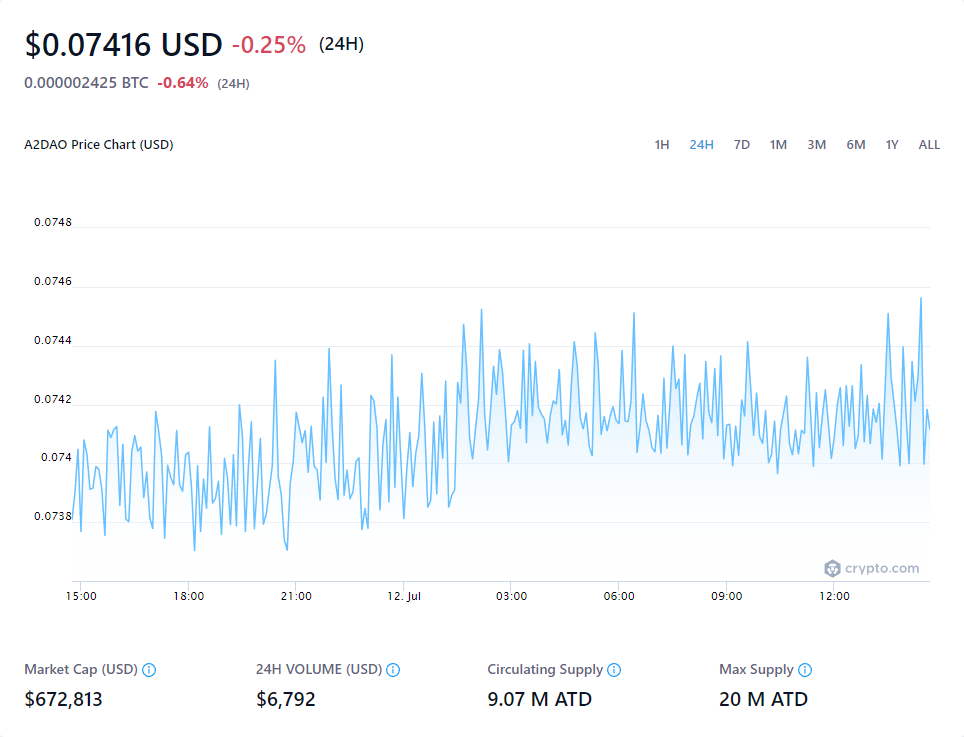 $0.07416 USD -0.25% (24H)
0.000002425 BTC -0.64% (24H)
A2DAO Price Chart (USD) 1H 24H 7D 1M 3M 6M 1Y ALL
0.0748
0.0746
0.0744
0.0742
0.074
0.0738
crypto.com
15:00 18:00 21:00 12. Jul 03:00 06:00 09:00 12:00
Market Cap (USD) 24H VOLUME (USD) Circulating Supply Max Supply
$672,813 $6,792 9.07 M ATD 20 M ATD